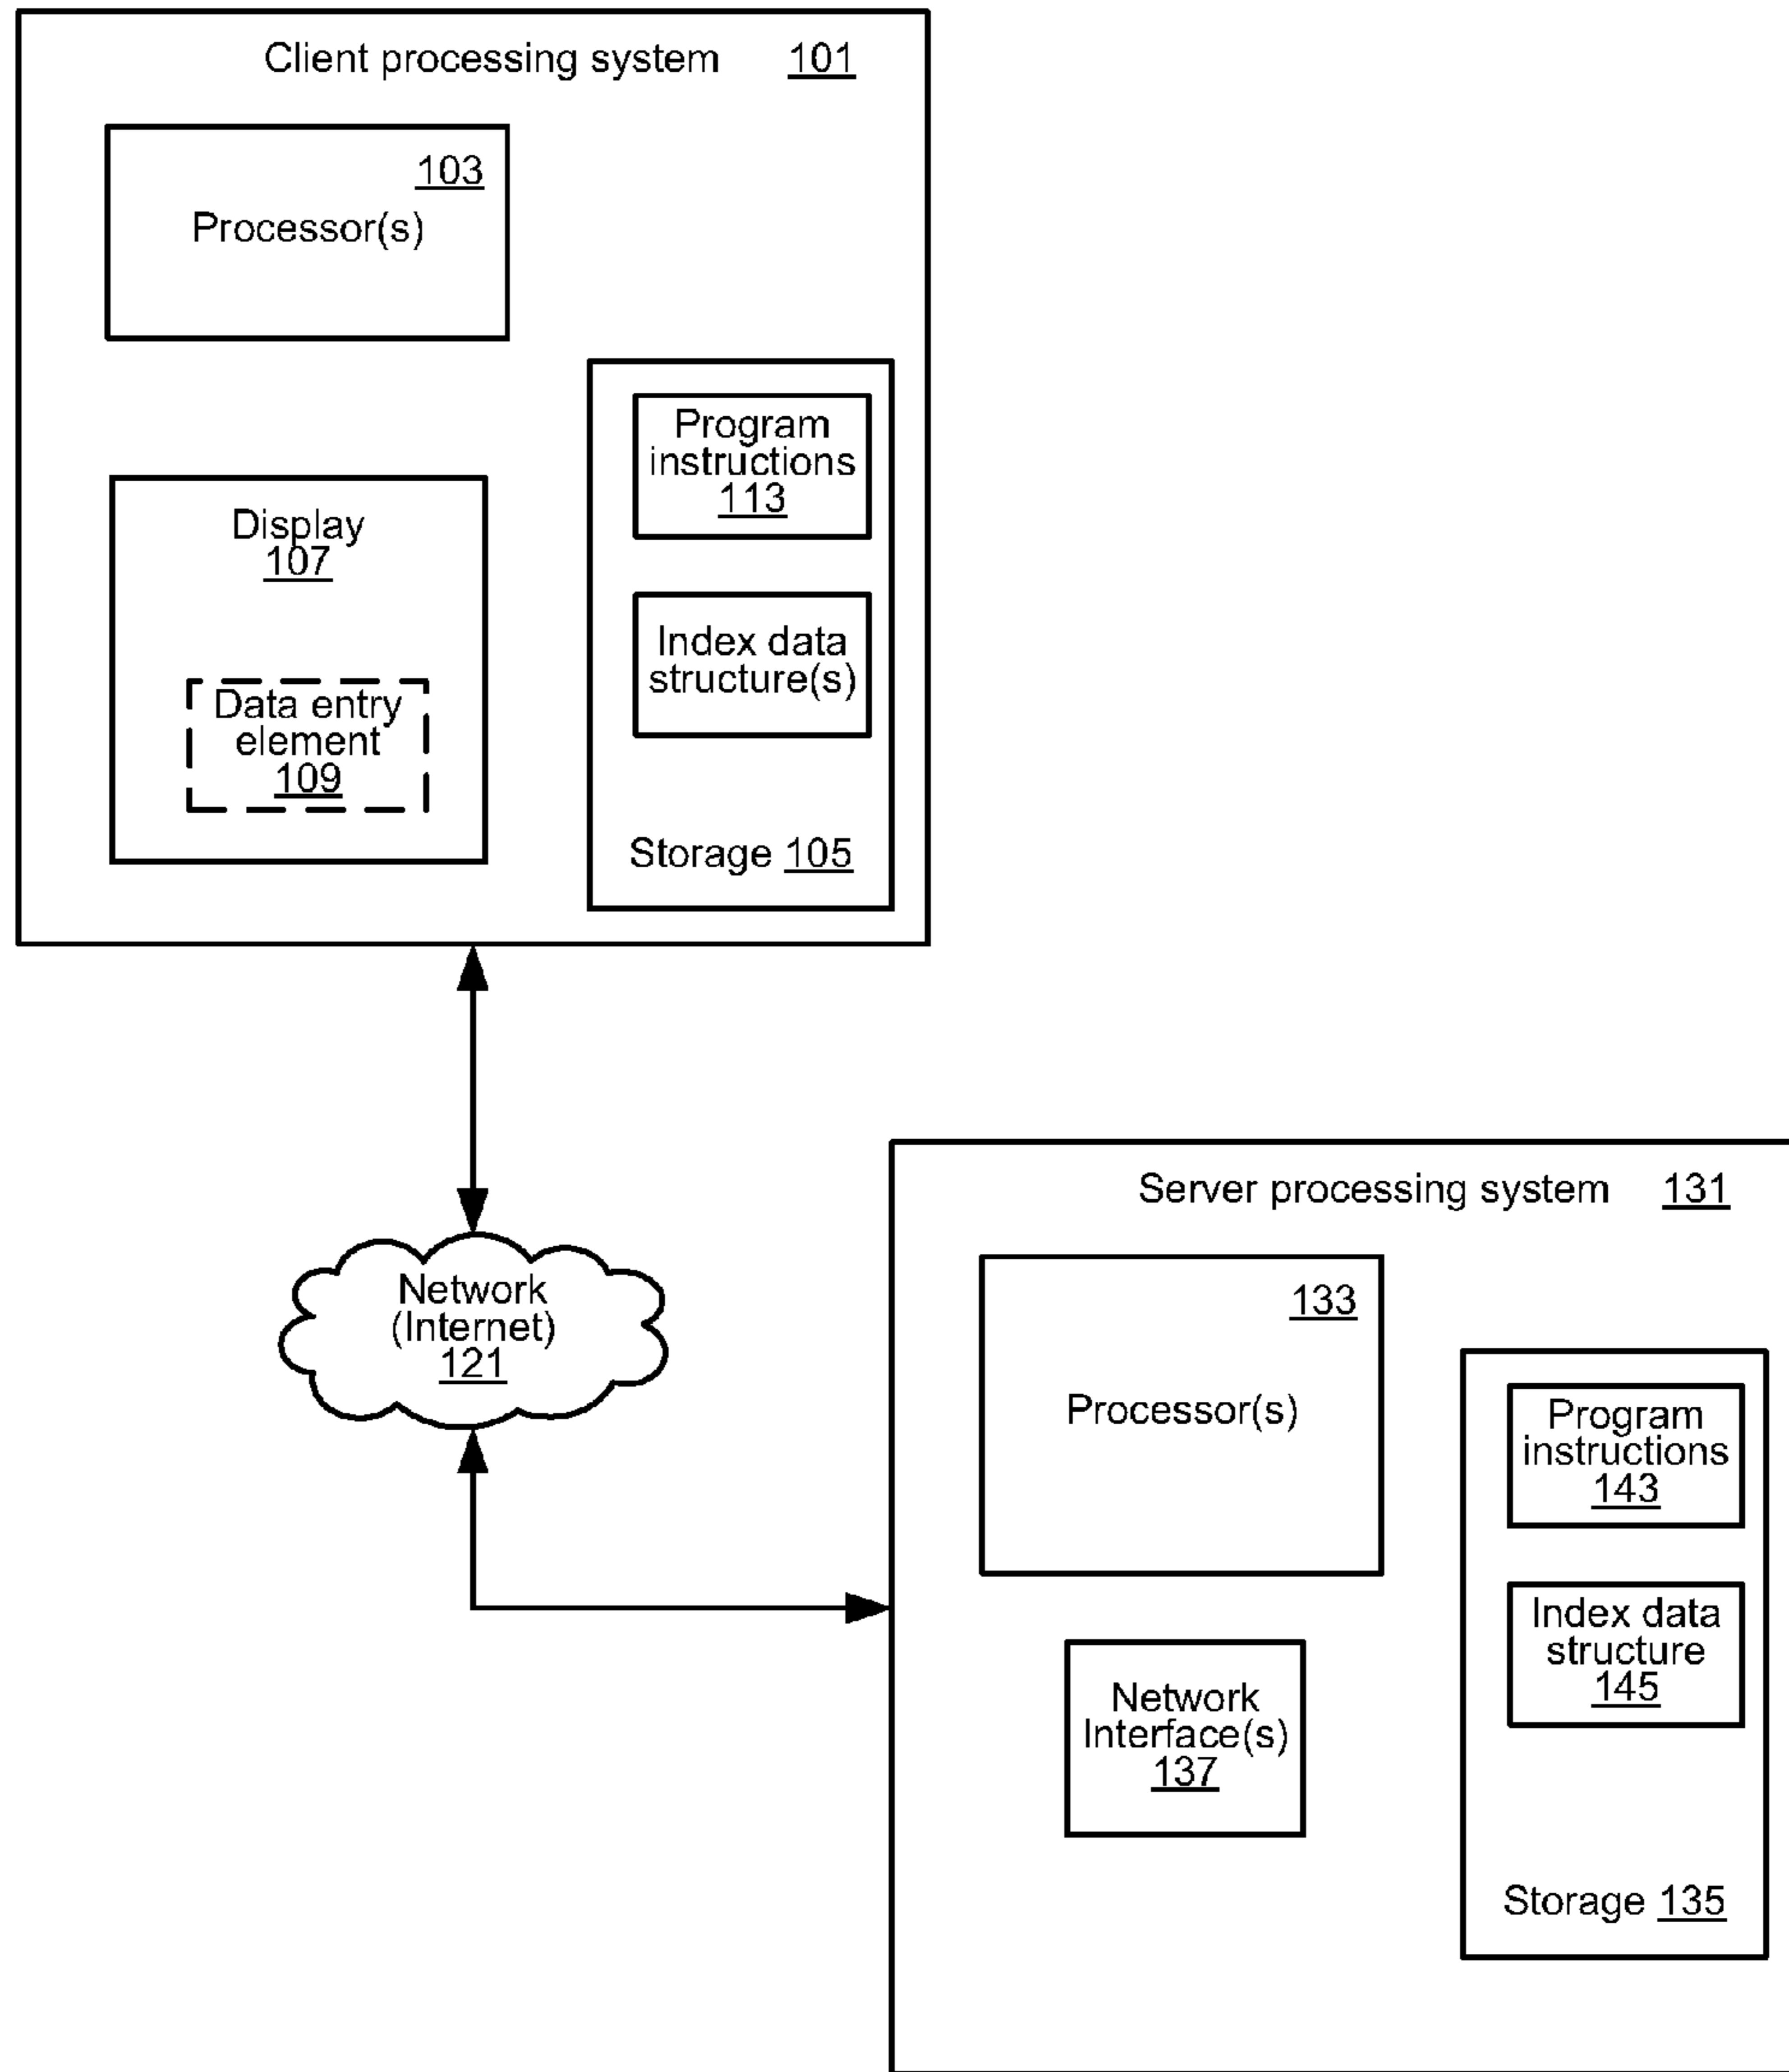 Client processing system 101
103
Processor(s)
Program
instructions
113
Display
107
Index data
structure(s)
Data entry
element
109
Storage 105
Network
(Internet)
121
Server processing system 131
133
Processor(s)
Program
instructions
143
Index data
structure
145
Network
Interface(s)
137
Storage 135